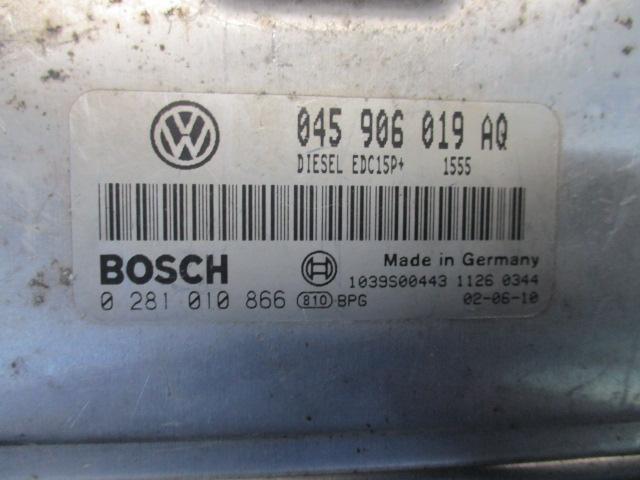 045 906 019 AQ
DIESEL EDC15P+ 1555
BOSCH
Made in Germany
1039S00443 1126 0344
0 281 010 866 810 BPG 02-06-10